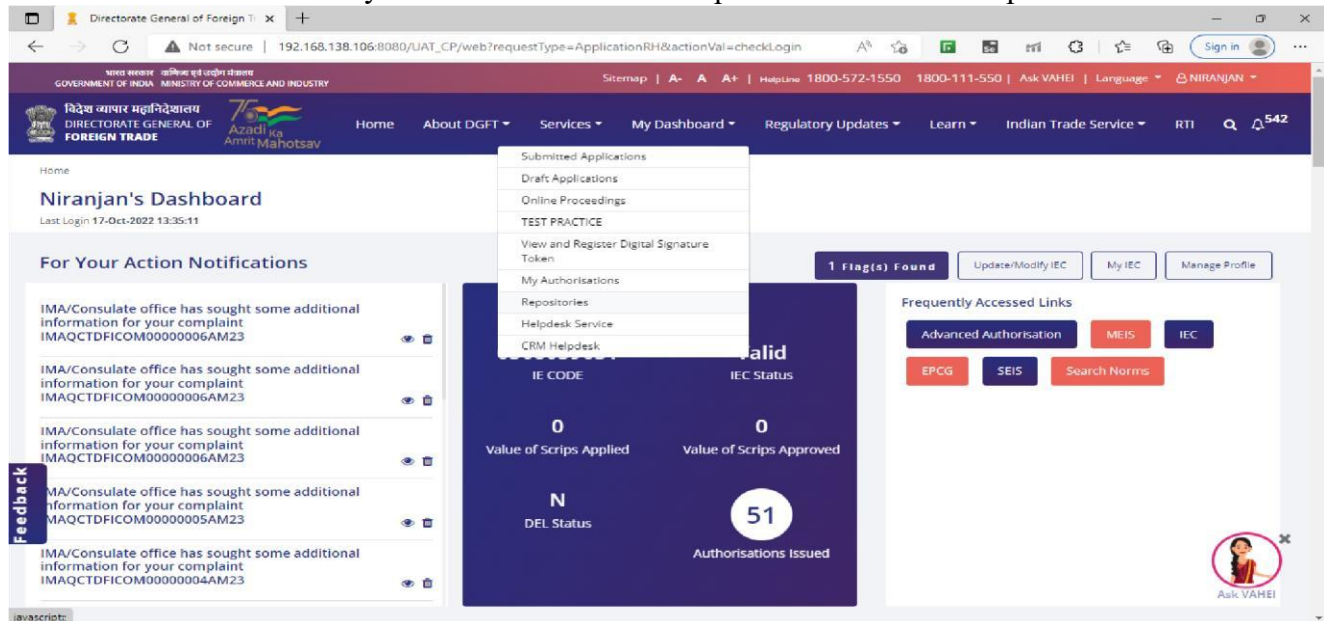 Directorate General of Foreign T
Not secure | 192.168.138.106:8080/UAT_CP/web?requestType=ApplicationRH&actionVal=checkLogin
Sign in
भारत सरकार वाणिज्य एवं उद्योग मंत्रालय
GOVERNMENT OF INDIA MINISTRY OF COMMERCE AND INDUSTRY
Sitemap | A- A A+ | HelpLine 1800-572-1550 1800-111-550 | Ask VAHEI | Language NIRANJAN
विदेश व्यापार महानिदेशालय
DIRECTORATE GENERAL OF
FOREIGN TRADE
75
Azadi Ka
Amrit Mahotsav
Home About DGFT Services My Dashboard Regulatory Updates Learn Indian Trade Service RTI 542
Submitted Applications
Draft Applications
Online Proceedings
TEST PRACTICE
View and Register Digital Signature
Token
My Authorisations
Repositories
Helpdesk Service
CRM Helpdesk
Home
Niranjan's Dashboard
Last Login 17-Oct-2022 13:35:11
For Your Action Notifications
1 Flag(s) Found Update/Modify IEC My IEC Manage Profile
IMA/Consulate office has sought some additional
information for your complaint
IMAQCTDFICOM00000006AM23
IMA/Consulate office has sought some additional
information for your complaint
IMAQCTDFICOM00000006AM23
IMA/Consulate office has sought some additional
information for your complaint
IMAQCTDFICOM00000006AM23
MA/Consulate office has sought some additional
nformation for your complaint
MAQCTDFICOM00000005AM23
IMA/Consulate office has sought some additional
information for your complaint
IMAQCTDFICOM00000004AM23
IE CODE
alid
IEC Status
0
Value of Scrips Applied
0
Value of Scrips Approved
N
DEL Status
51
Authorisations Issued
Frequently Accessed Links
Advanced Authorisation MEIS IEC
EPCG SEIS Search Norms
Feedback
Ask VAHEI
javascript: